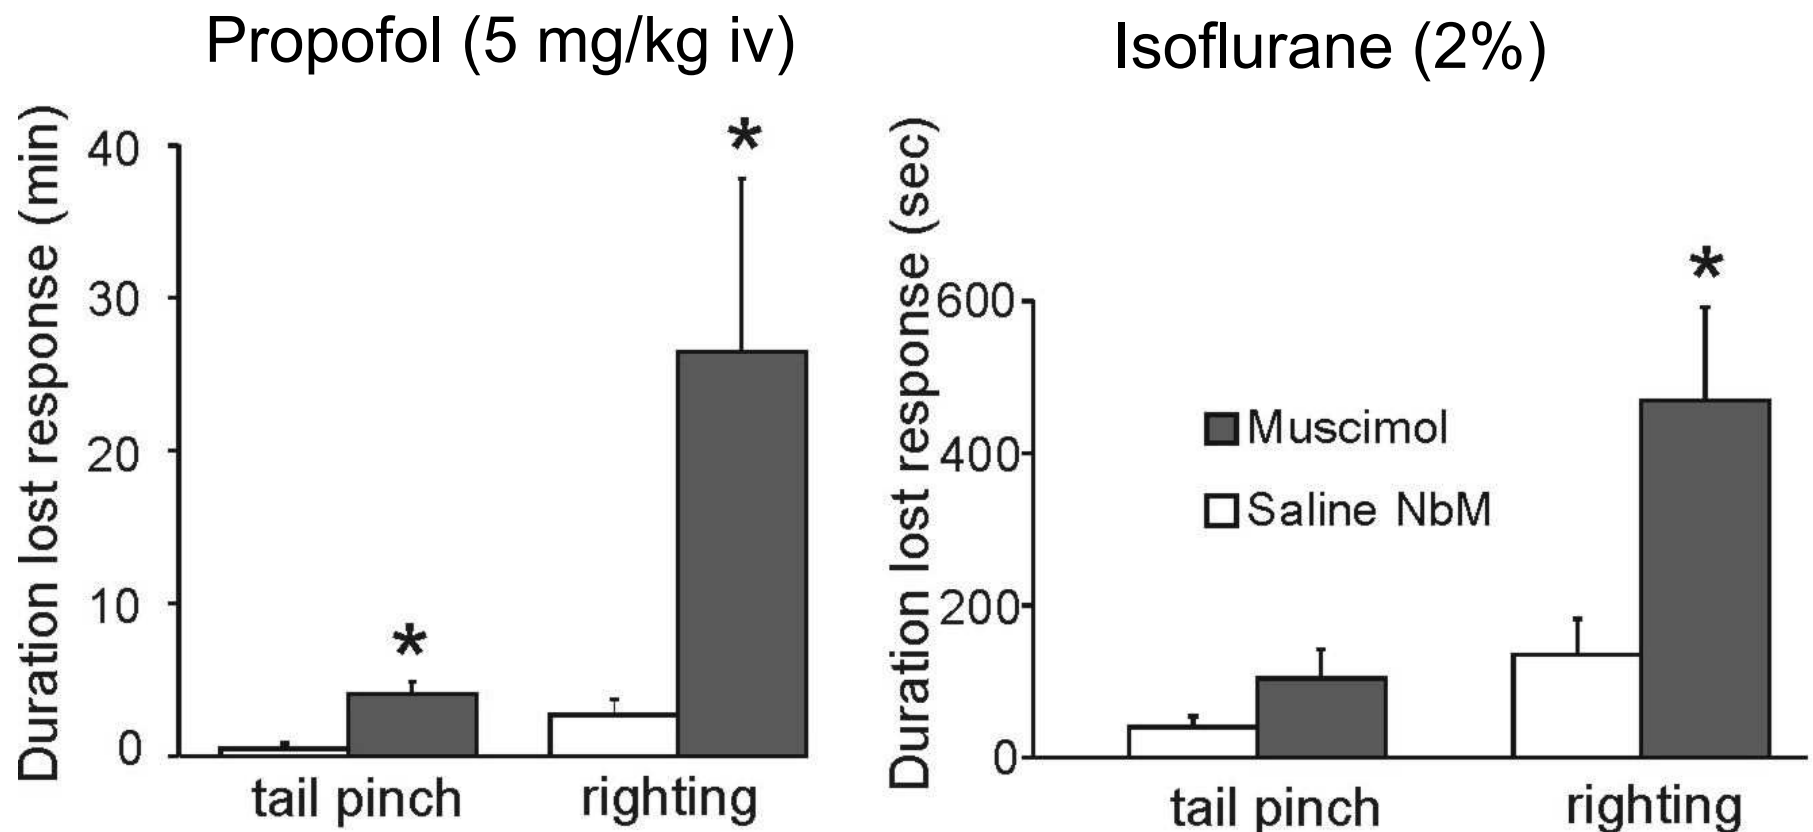 Propofol (5 mg/kg iv)
Duration lost response (min)
40
30
20
10
0
*
*
tail pinch
righting
Isoflurane (2%)
Duration lost response (sec)
600
400
200
0
*
Muscimol
Saline NbM
tail pinch
righting